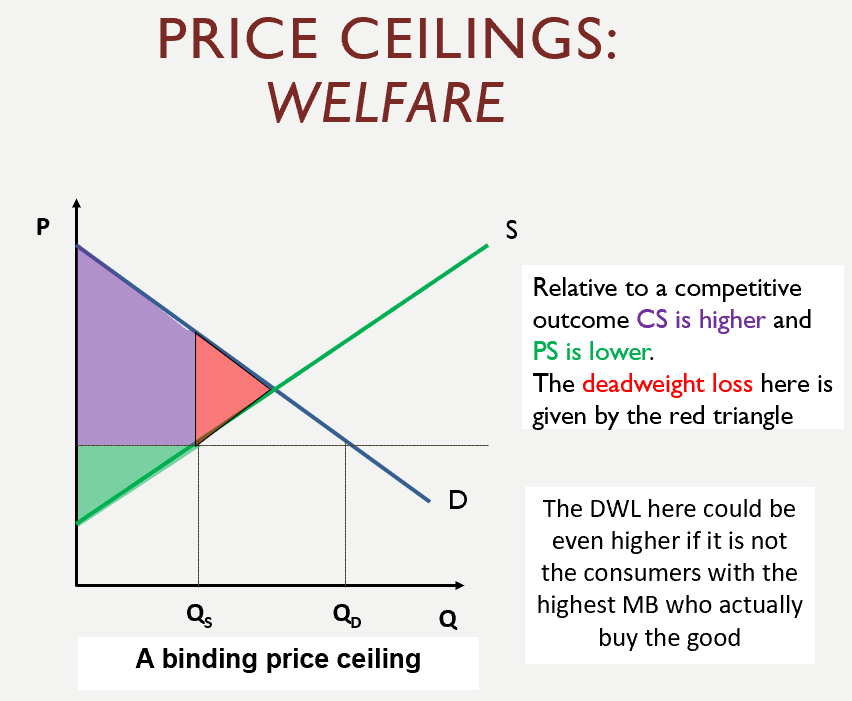 PRICE CEILINGS:
WELFARE
P
S
Relative to a competitive
outcome CS is higher and
PS is lower.
The deadweight loss here is
given by the red triangle
D
The DWL here could be
even higher if it is not
the consumers with the
highest MB who actually
buy the good
QS
QD
Q
A binding price ceiling